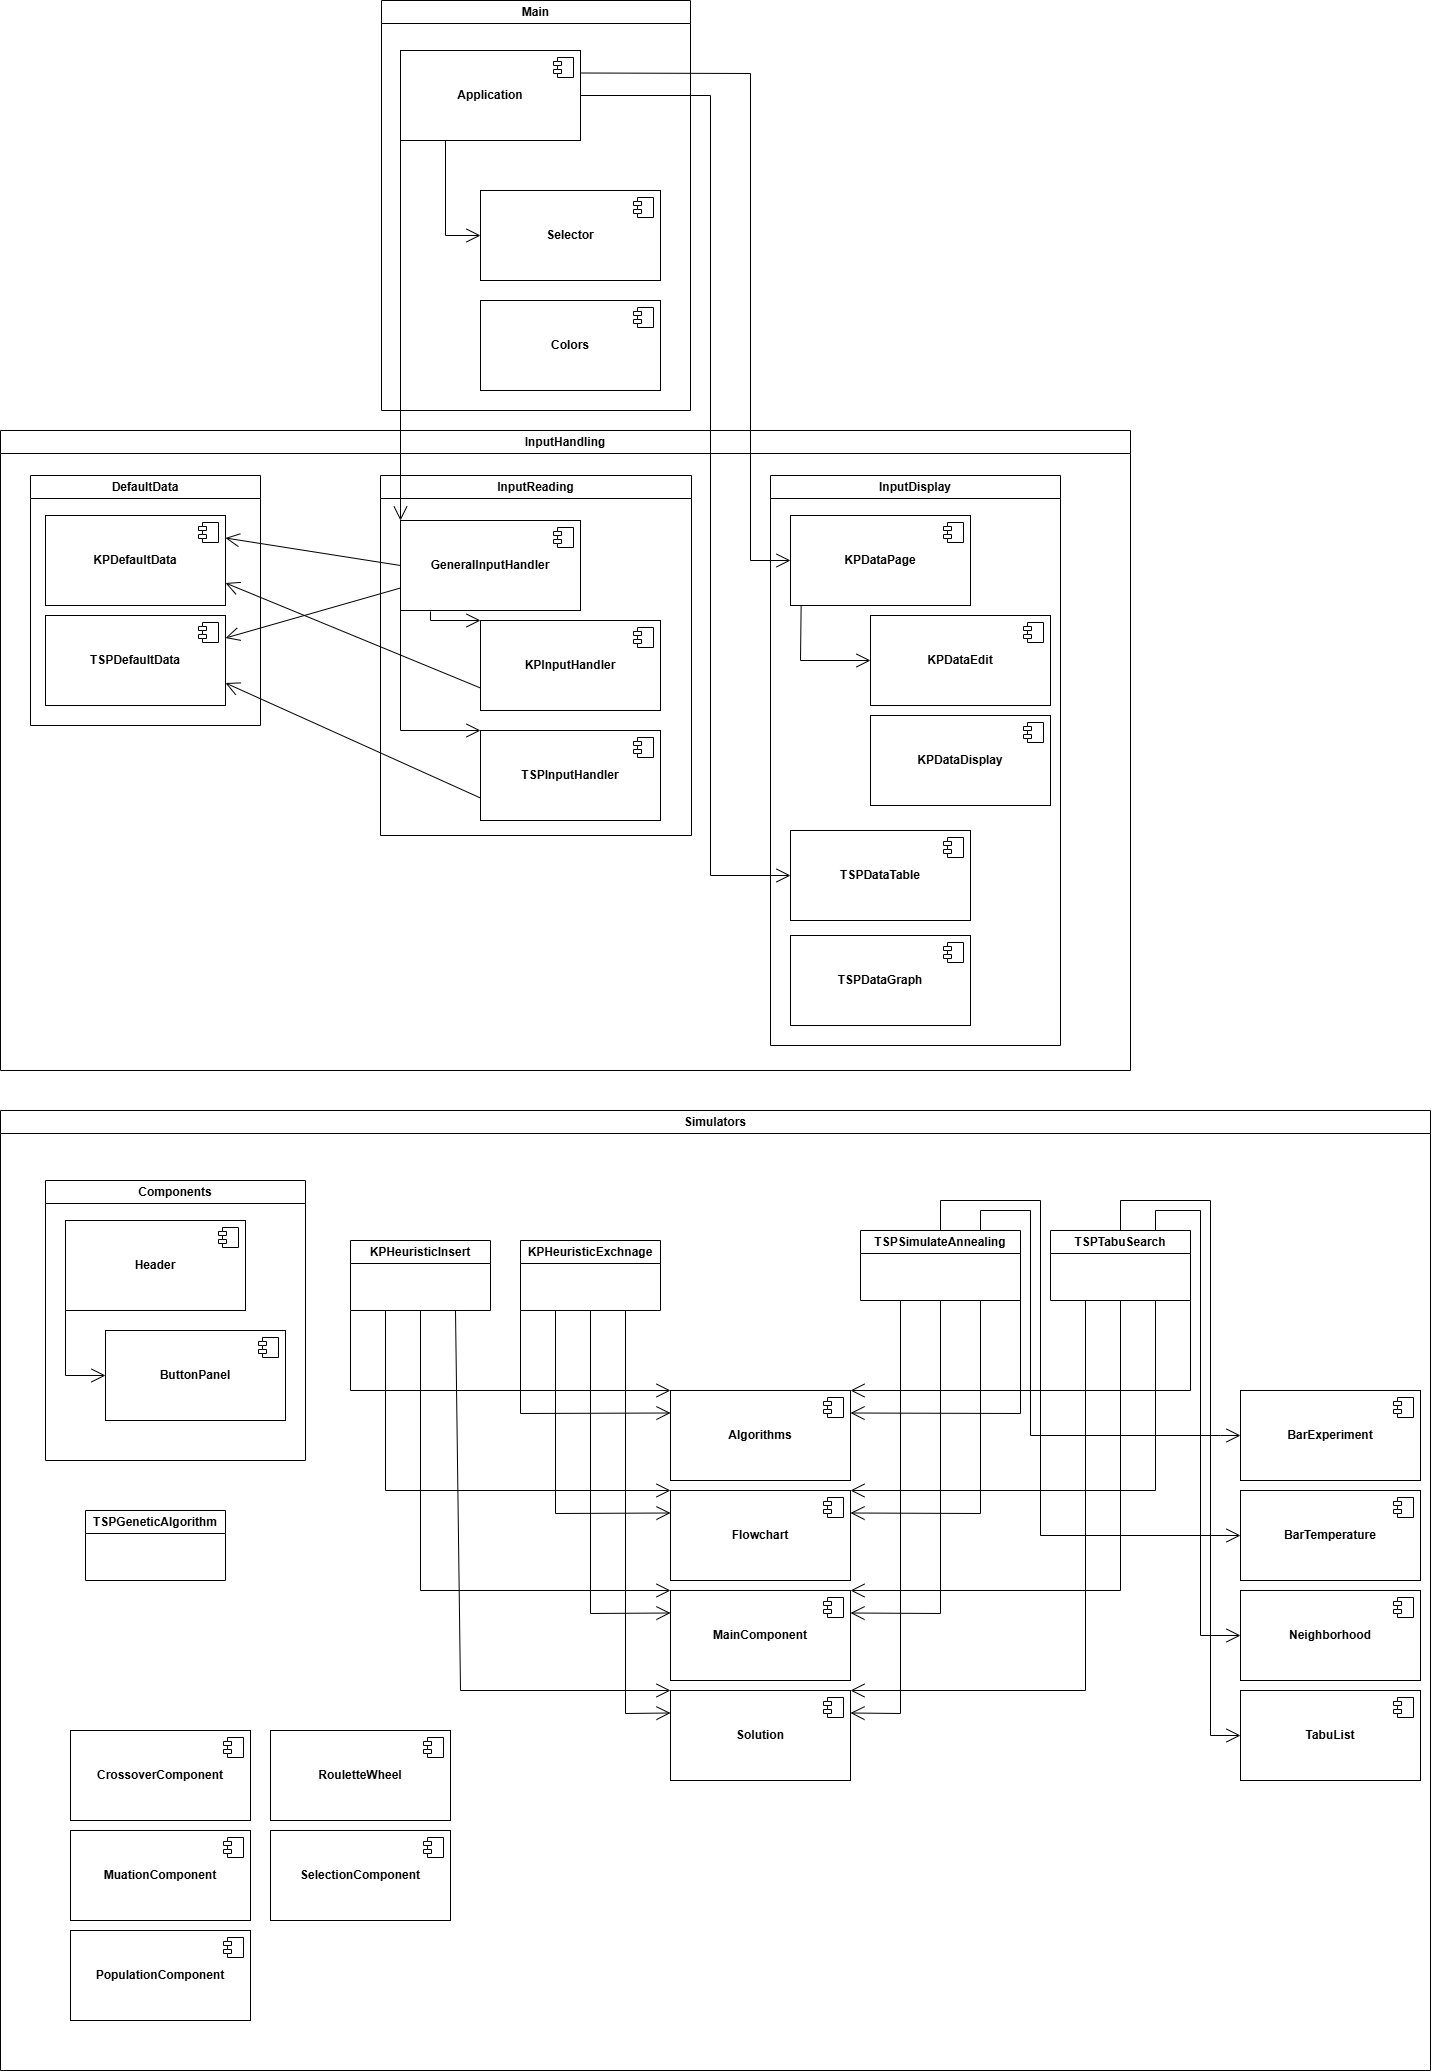 Main
Application
Selector
Colors
InputHandling
DefaultData
KPDefaultData
TSPDefaultData
InputReading
GeneralInputHandler
KPInputHandler
TSPInputHandler
InputDisplay
KPDataPage
KPDataEdit
KPDataDisplay
TSPDataTable
TSPDataGraph
Simulators
Components
Header
ButtonPanel
KPHeuristicInsert
KPHeuristicExchnage
TSPSimulateAnnealing
TSPTabuSearch
Algorithms
Flowchart
MainComponent
Solution
BarExperiment
BarTemperature
Neighborhood
TabuList
TSPGeneticAlgorithm
CrossoverComponent
RouletteWheel
MuationComponent
SelectionComponent
PopulationComponent